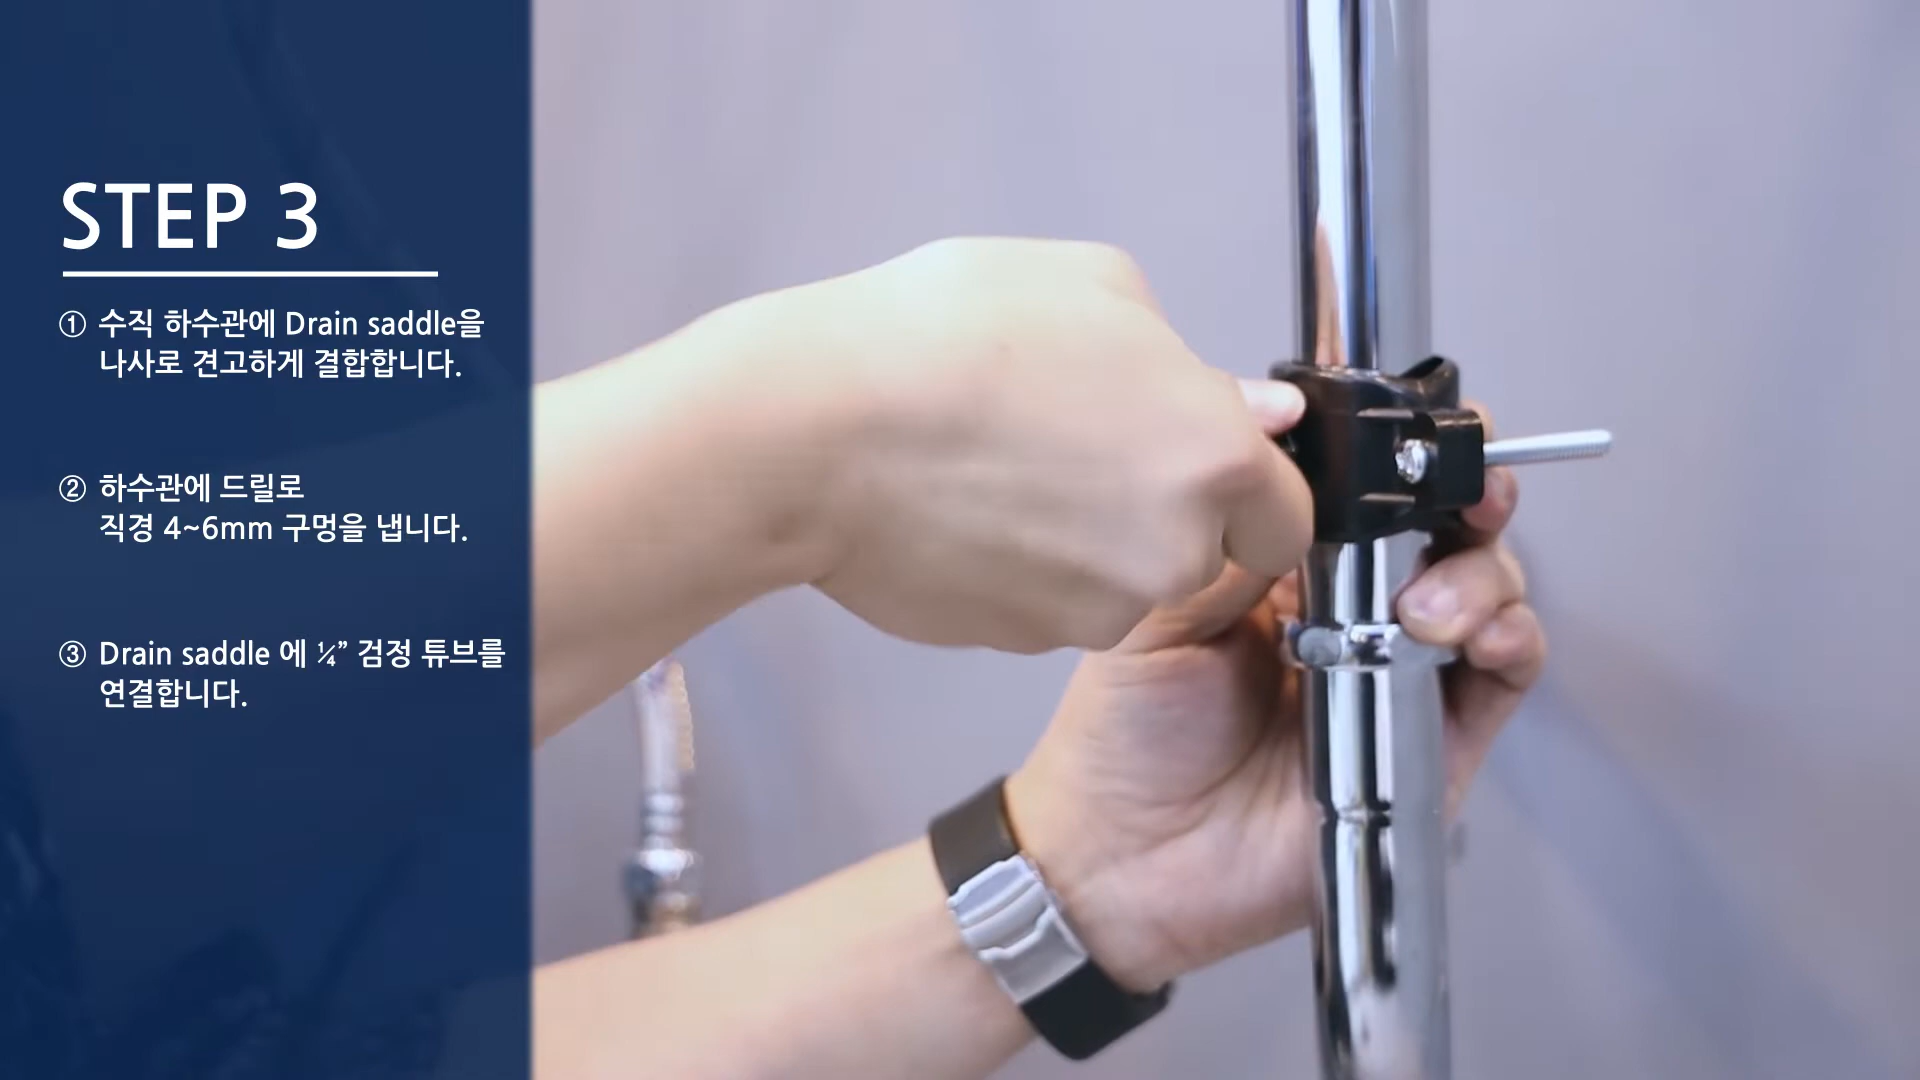 STEP 3
① 수직 하수관에 Drain saddle을
나사로 견고하게 결합합니다.
② 하수관에 드릴로
직경 4~6mm 구멍을 냅니다.
③ Drain saddle 에 ¼” 검정 튜브를
연결합니다.